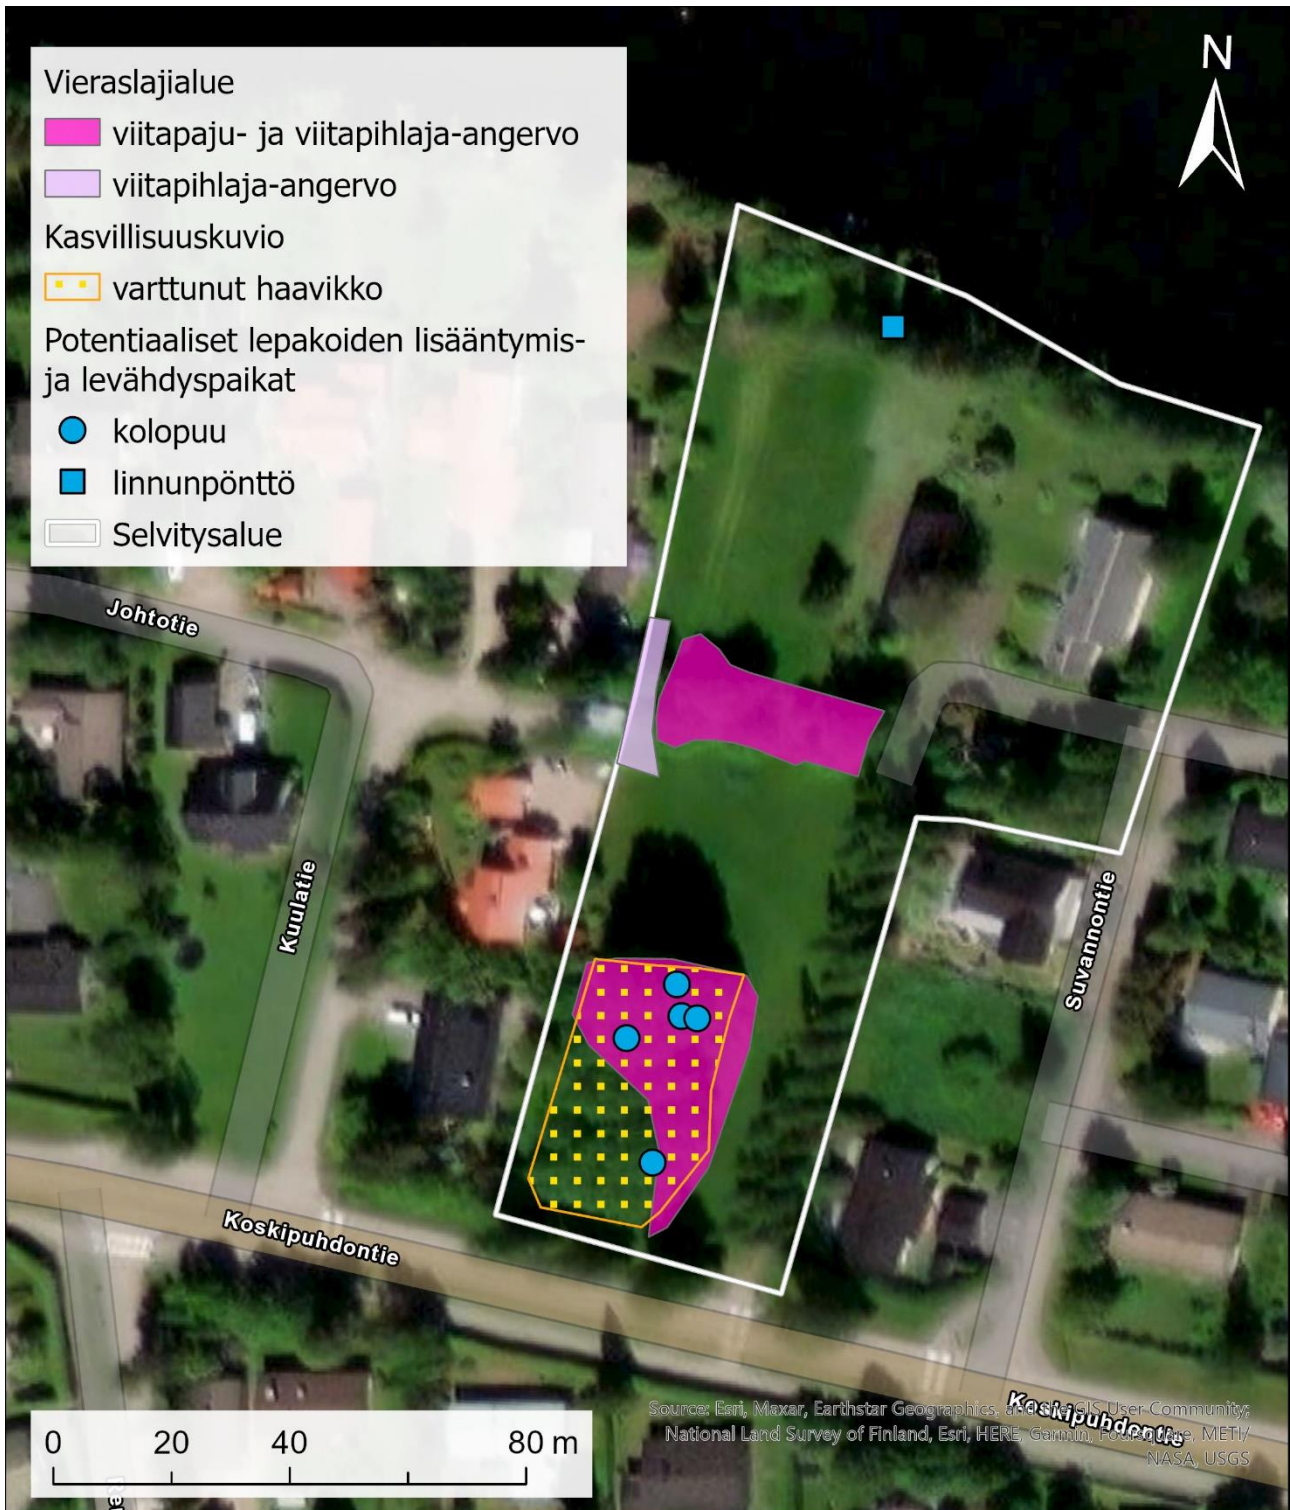 Vieraslajialue
viitapaju- ja viitapihlaja-angervo
viitapihlaja-angervo
Kasvillisuuskuvio
varttunut haavikko
Potentiaaliset lepakoiden lisääntymis-
ja levähdyspaikat
kolopuu
linnunpönttö
Selvitysalue
N
Johtotie
Kuulatie
Suvannontie
Koskipuhdontie
Koskipuhdontie
Source: Esri, Maxar, Earthstar Geographics, and the GIS User Community;
National Land Survey of Finland, Esri, HERE, Garmin, Foursquare, METI/
NASA, USGS
0 20 40 80 m